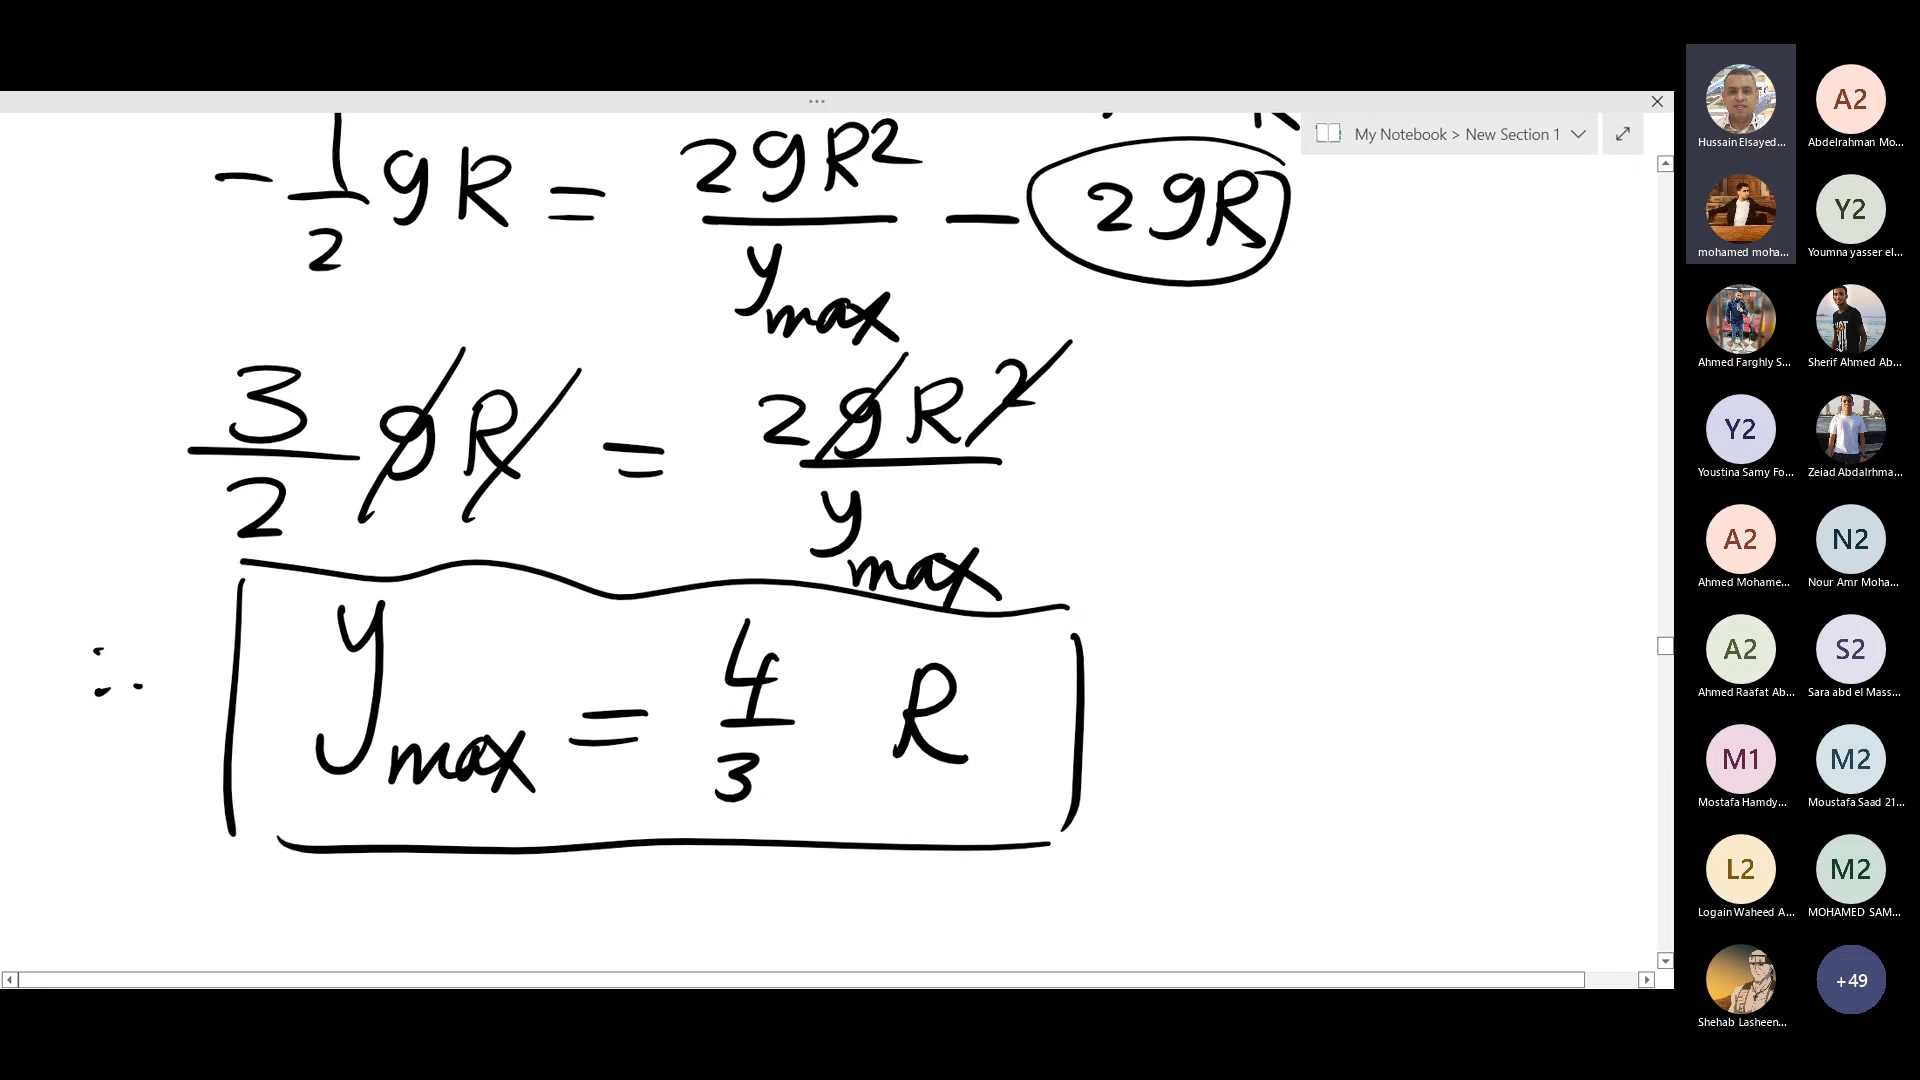 My Notebook > New Section 1
- 1/2 gR = 2gR²/y_max - 2gR
3/2 gR = 2gR²/y_max
∴ y_max = 4/3 R
Hussain Elsayed...
A2
Abdelrahman Mo...
mohamed moha...
Y2
Youmna yasser el...
Ahmed Farghly S...
Sherif Ahmed Ab...
Y2
Youstina Samy Fo...
Zeiad Abdalrhma...
A2
Ahmed Mohame...
N2
Nour Amr Moha...
A2
Ahmed Raafat Ab...
S2
Sara abd el Mass...
M1
Mostafa Hamdy...
M2
Moustafa Saad 21...
L2
Logain Waheed A...
M2
MOHAMED SAM...
Shehab Lasheen...
+49